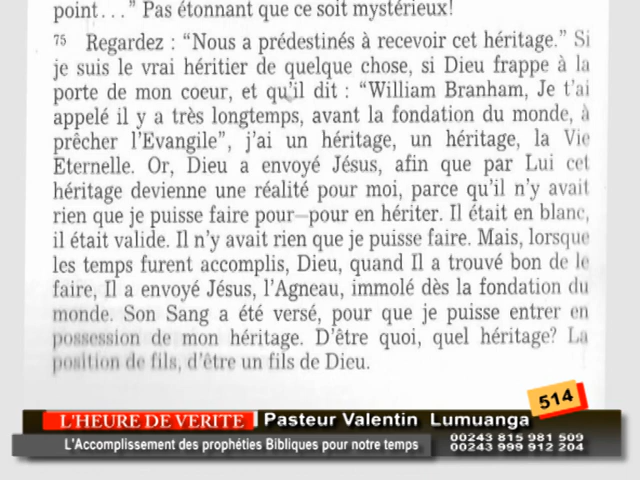 point…” Pas étonnant que ce soit mystérieux!
75 Regardez : “Nous a prédestinés à recevoir cet héritage.” Si
je suis le vrai héritier de quelque chose, si Dieu frappe à la
porte de mon coeur, et qu'il dit : “William Branham, Je t'ai
appelé il y a très longtemps, avant la fondation du monde, à
prêcher l'Evangile”, j'ai un héritage, un héritage, la Vie
Eternelle. Or, Dieu a envoyé Jésus, afin que par Lui cet
héritage devienne une réalité pour moi, parce qu'il n'y avait
rien que je puisse faire pour—pour en hériter. Il était en blanc,
il était valide. Il n'y avait rien que je puisse faire. Mais, lorsque
les temps furent accomplis, Dieu, quand Il a trouvé bon de le
faire, Il a envoyé Jésus, l'Agneau, immolé dès la fondation du
monde. Son Sang a été versé, pour que je puisse entrer en
possession de mon héritage. D'être quoi, quel héritage? La
position de fils, d'être un fils de Dieu.
514
L'HEURE DE VERITE Pasteur Valentin Lumuanga
L'Accomplissement des prophéties Bibliques pour notre temps
00243 815 981 509
00243 999 912 204